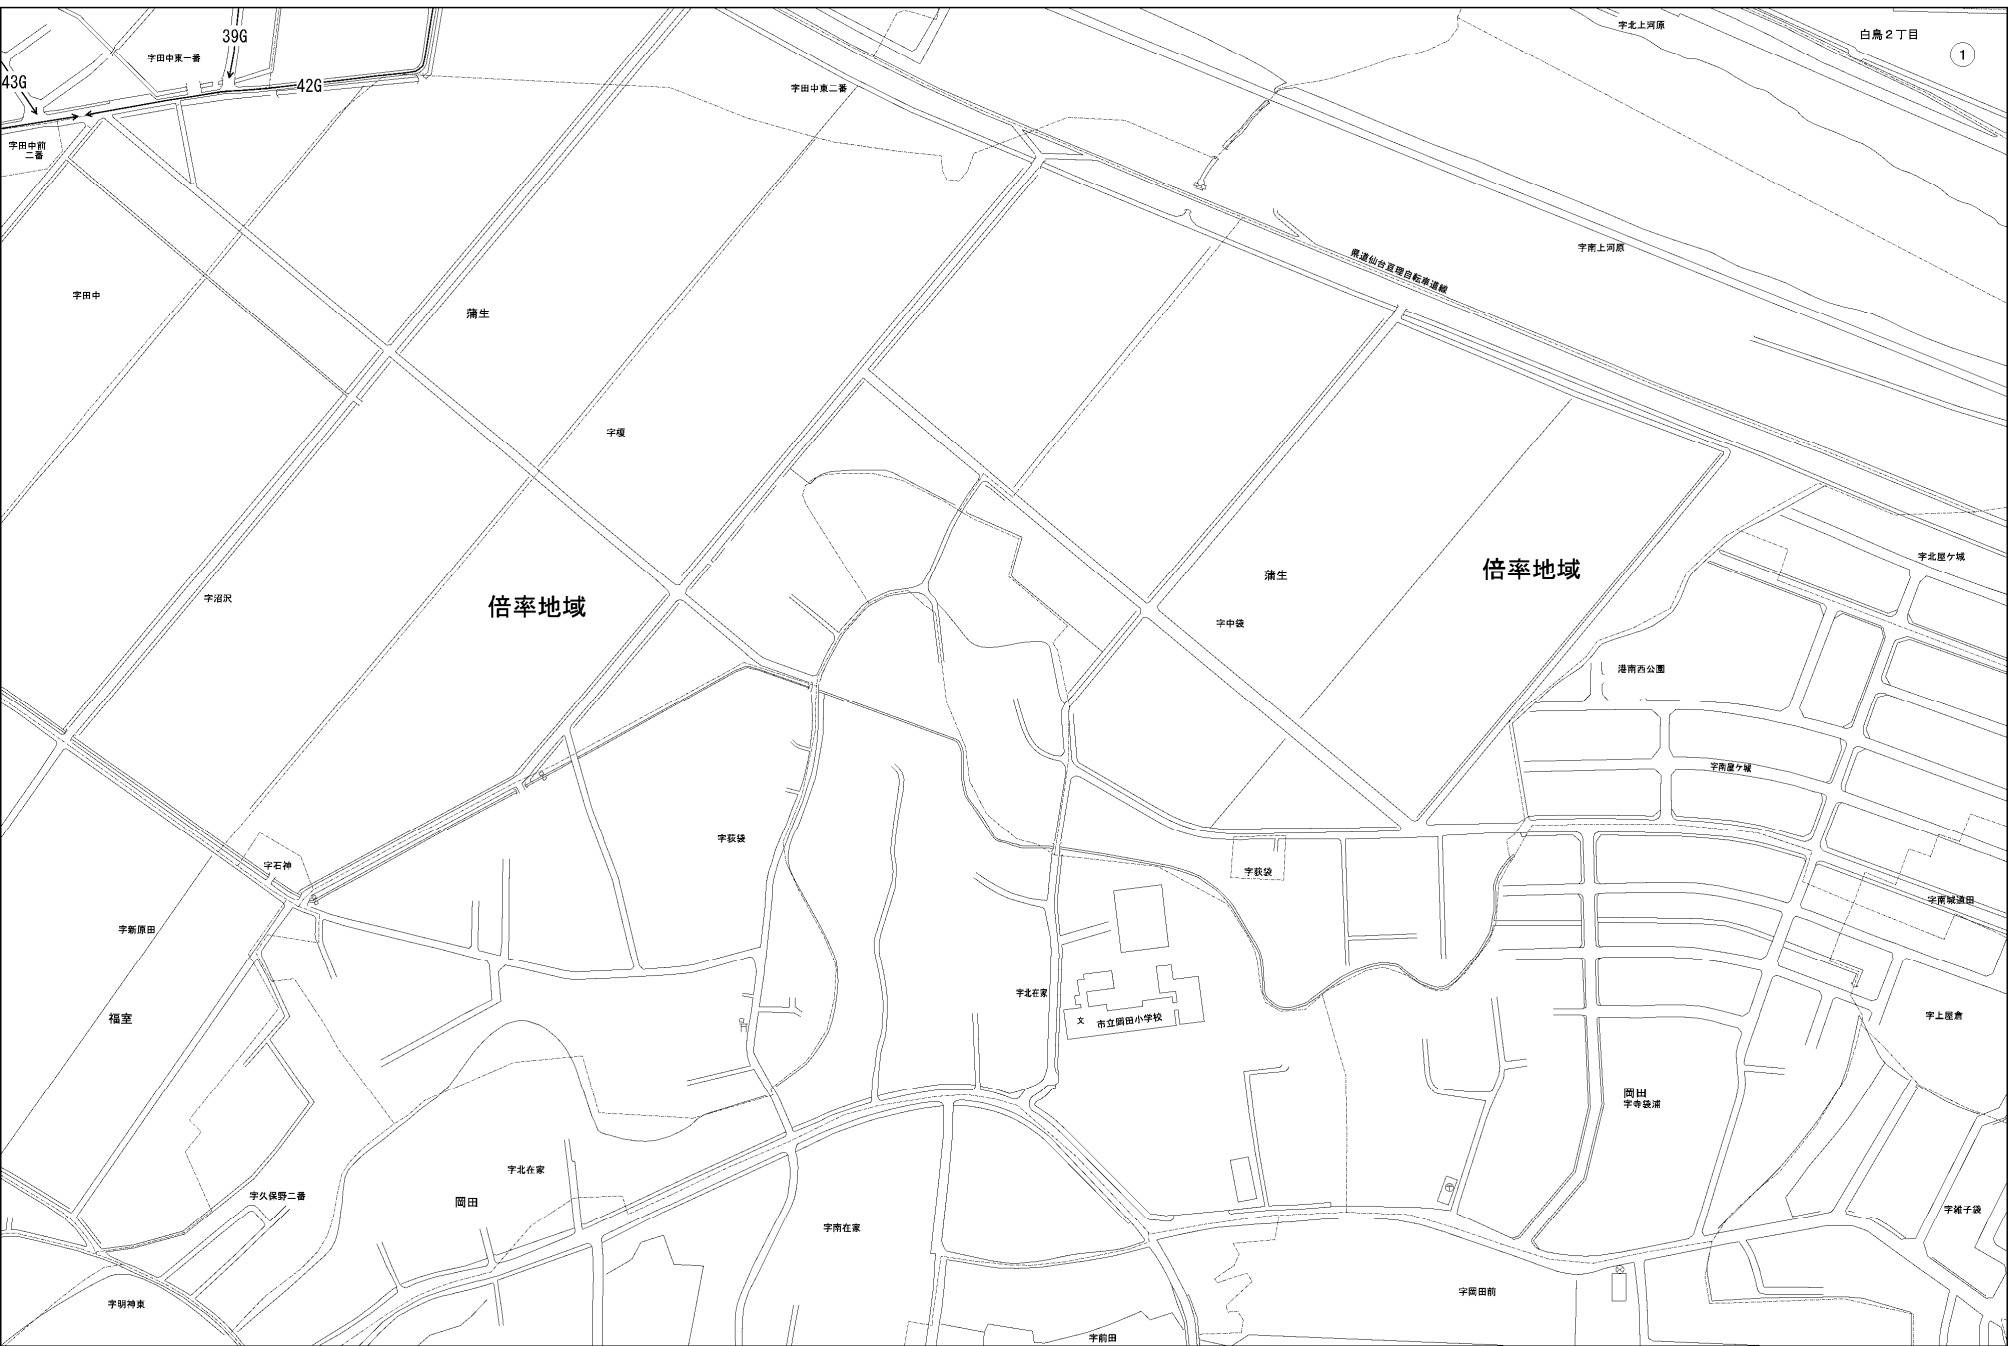 字北上河原
白鳥2丁目
1
39G
字田中東一番
43G
42G
字田中東二番
字田中前
二番
字南上河原
県道仙台亘理自転車道線
字田中
蒲生
字榎
字北屋ケ城
倍率地域
蒲生
字沼沢
倍率地域
字中袋
港南西公園
字南屋ケ城
字荻袋
字石神
字荻袋
字南城道田
字新原田
字北在家
福室
文
市立岡田小学校
字上屋倉
岡田
字寺袋浦
字北在家
字久保野二番
岡田
字雑子袋
字南在家
字岡田前
字明神東
字前田